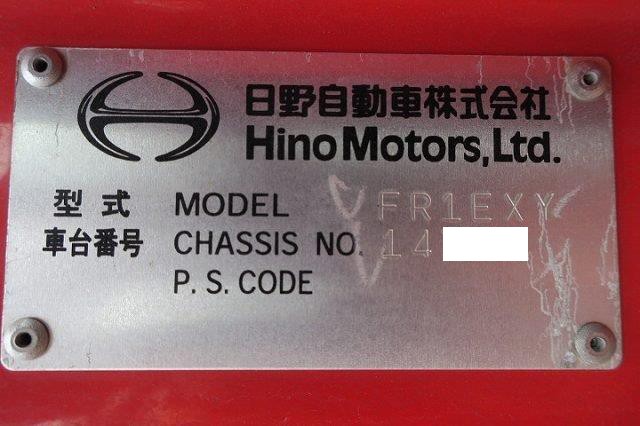 日野自動車株式会社
Hino Motors, Ltd.
型式 MODEL FR1EXY
車台番号 CHASSIS NO. 14
P. S. CODE